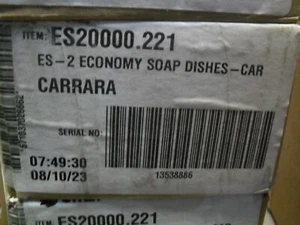 ITEM: ES20000.221
ES-2 ECONOMY SOAP DISHES-CAR
CARRARA
SERIAL NO:
07:49:30
08/10/23
13538886
ITEM: ES20000.221